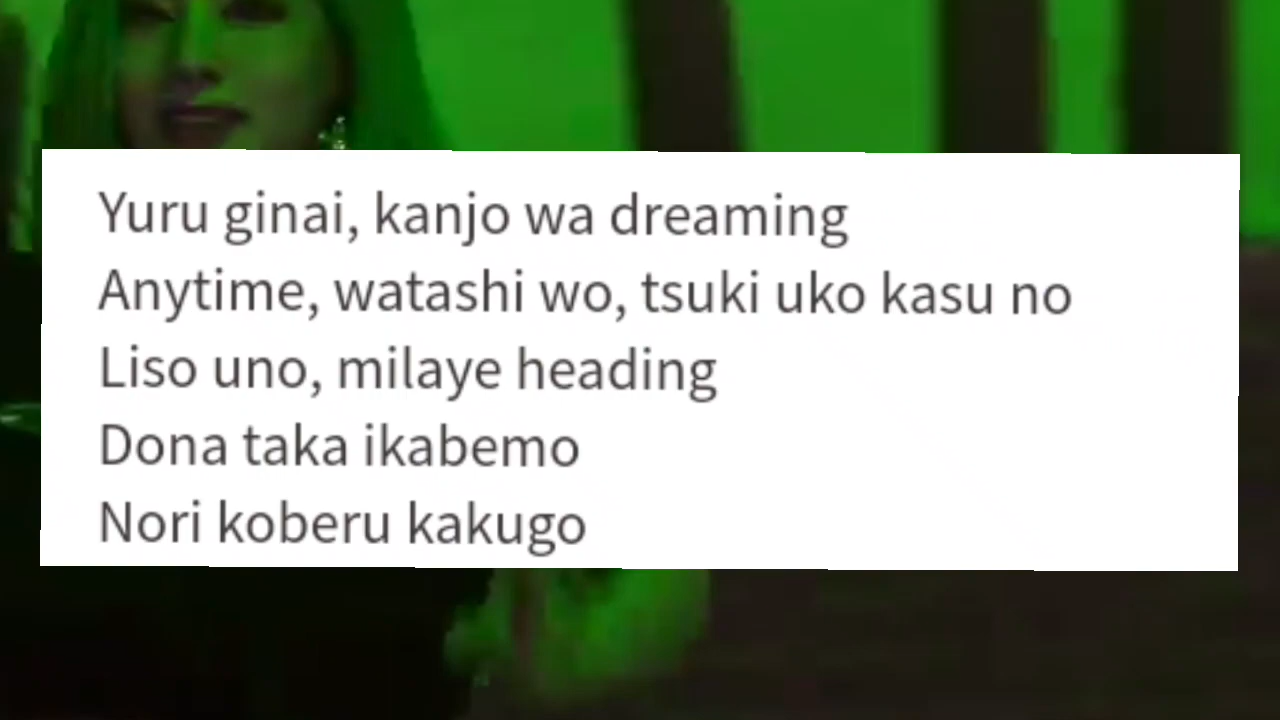 Yuru ginai, kanjo wa dreaming
Anytime, watashi wo, tsuki uko kasu no
Liso uno, milaye heading
Dona taka ikabemo
Nori koberu kakugo